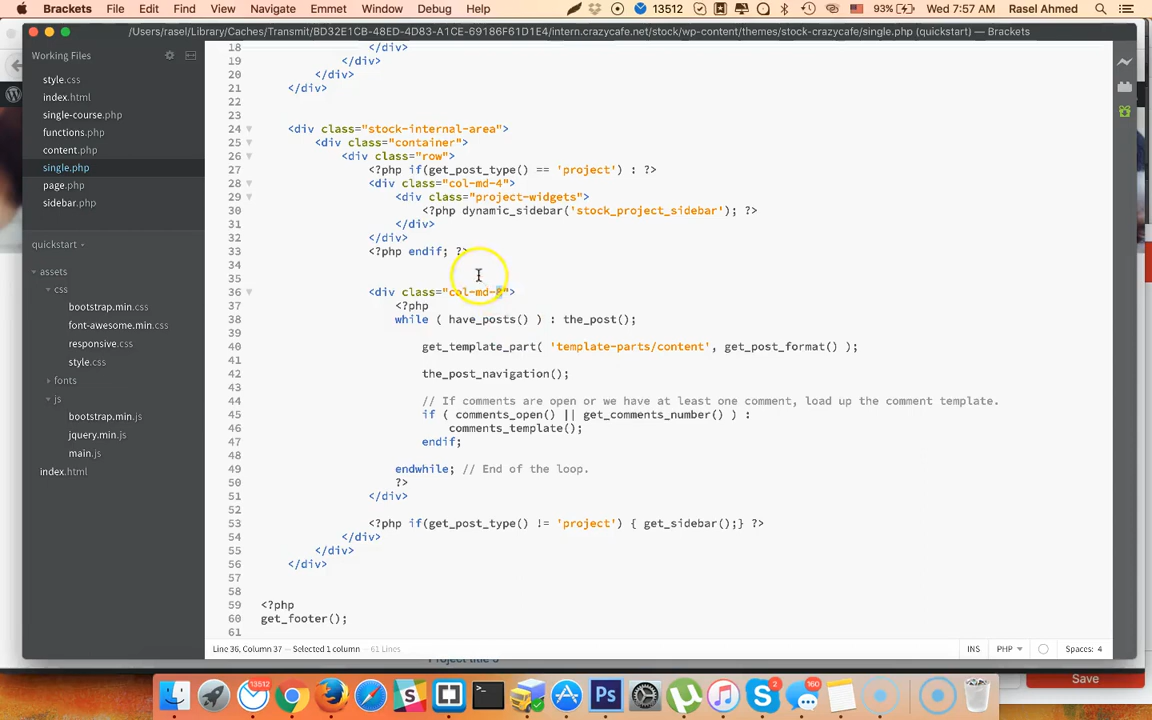 Brackets File Edit Find View Navigate Emmet Window Debug Help 13512 93% Wed 7:57 AM Rasel Ahmed
/Users/rasel/Library/Caches/Transmit/BD32E1CB-48ED-4D83-A1CE-69186F61D1E4/intern.crazycafe.net/stock/wp-content/themes/stock-crazycafe/single.php (quickstart) — Brackets
Working Files
style.css
index.html
single-course.php
functions.php
content.php
single.php
page.php
sidebar.php
quickstart
assets
css
bootstrap.min.css
font-awesome.min.css
responsive.css
style.css
fonts
js
bootstrap.min.js
jquery.min.js
main.js
index.html
18 </div>
19 </div>
20 </div>
21 </div>
22
23
24 <div class="stock-internal-area">
25 <div class="container">
26 <div class="row">
27 <?php if(get_post_type() == 'project') : ?>
28 <div class="col-md-4">
29 <div class="project-widgets">
30 <?php dynamic_sidebar('stock_project_sidebar'); ?>
31 </div>
32 </div>
33 <?php endif; ?>
34
35
36 <div class="col-md-8">
37 <?php
38 while ( have_posts() ) : the_post();
39
40 get_template_part( 'template-parts/content', get_post_format() );
41
42 the_post_navigation();
43
44 // If comments are open or we have at least one comment, load up the comment template.
45 if ( comments_open() || get_comments_number() ) :
46 comments_template();
47 endif;
48
49 endwhile; // End of the loop.
50 ?>
51 </div>
52
53 <?php if(get_post_type() != 'project') { get_sidebar();} ?>
54 </div>
55 </div>
56 </div>
57
58
59 <?php
60 get_footer();
61
Line 36, Column 37 — Selected 1 column — 61 Lines INS PHP Spaces: 4
Save
13512 Ps 2 160